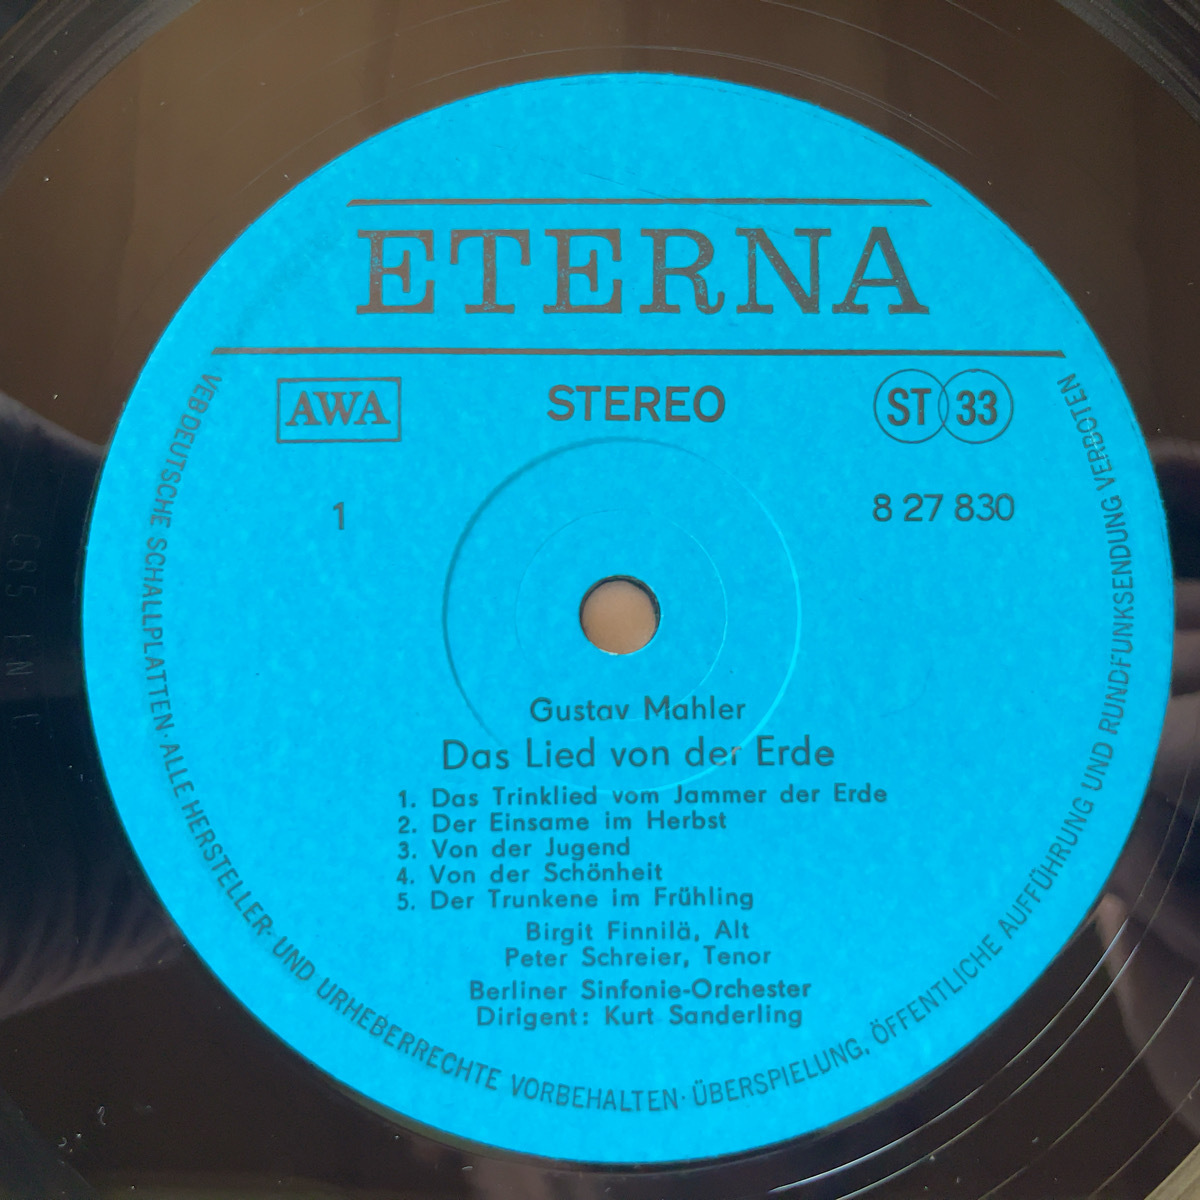 ETERNA
AWA
STEREO
ST 33
1
8 27 830
Gustav Mahler
Das Lied von der Erde
1. Das Trinklied vom Jammer der Erde
2. Der Einsame im Herbst
3. Von der Jugend
4. Von der Schönheit
5. Der Trunkene im Frühling
Birgit Finnilä, Alt
Peter Schreier, Tenor
Berliner Sinfonie-Orchester
Dirigent: Kurt Sanderling
VEB DEUTSCHE SCHALLPLATTEN · ALLE HERSTELLER- UND URHEBERRECHTE VORBEHALTEN · ÜBERSPIELUNG, ÖFFENTLICHE AUFFÜHRUNG UND RUNDFUNKSENDUNG VERBOTEN